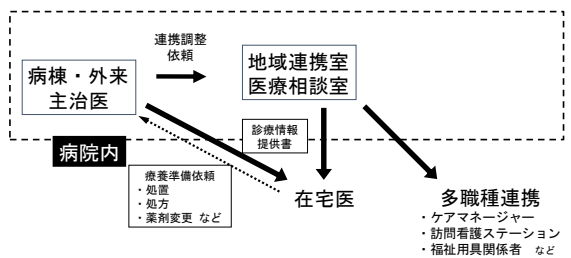 連携調整
依頼
病棟・外来
主治医
地域連携室
医療相談室
病院内
診療情報
提供書
療養準備依頼
・処置
・処方
・薬剤変更 など
在宅医
多職種連携
・ケアマネージャー
・訪問看護ステーション
・福祉用具関係者 など